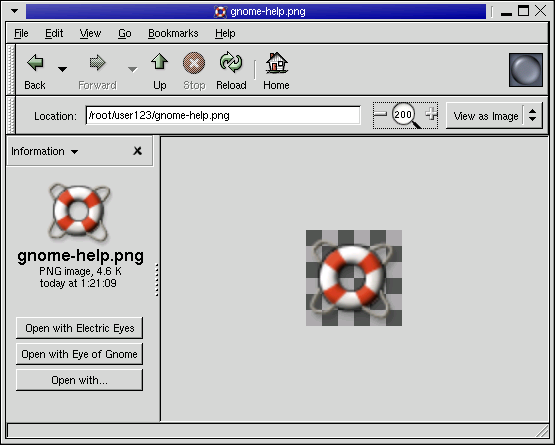 gnome-help.png
File Edit View Go Bookmarks Help
Back Forward Up Stop Reload Home
Location: /root/user123/gnome-help.png 200 View as Image
Information
gnome-help.png
PNG image, 4.6 K
today at 1:21:09
Open with Electric Eyes
Open with Eye of Gnome
Open with...